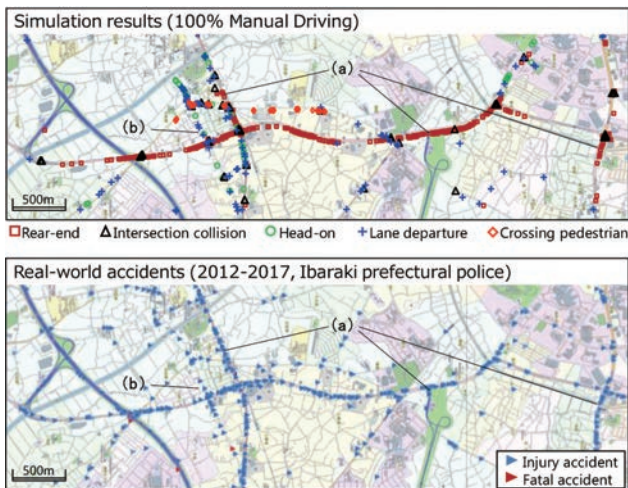 Simulation results (100% Manual Driving)
(a)
(b)
500m
Rear-end Intersection collision Head-on Lane departure Crossing pedestrian
Real-world accidents (2012-2017, Ibaraki prefectural police)
(a)
(b)
500m
Injury accident
Fatal accident